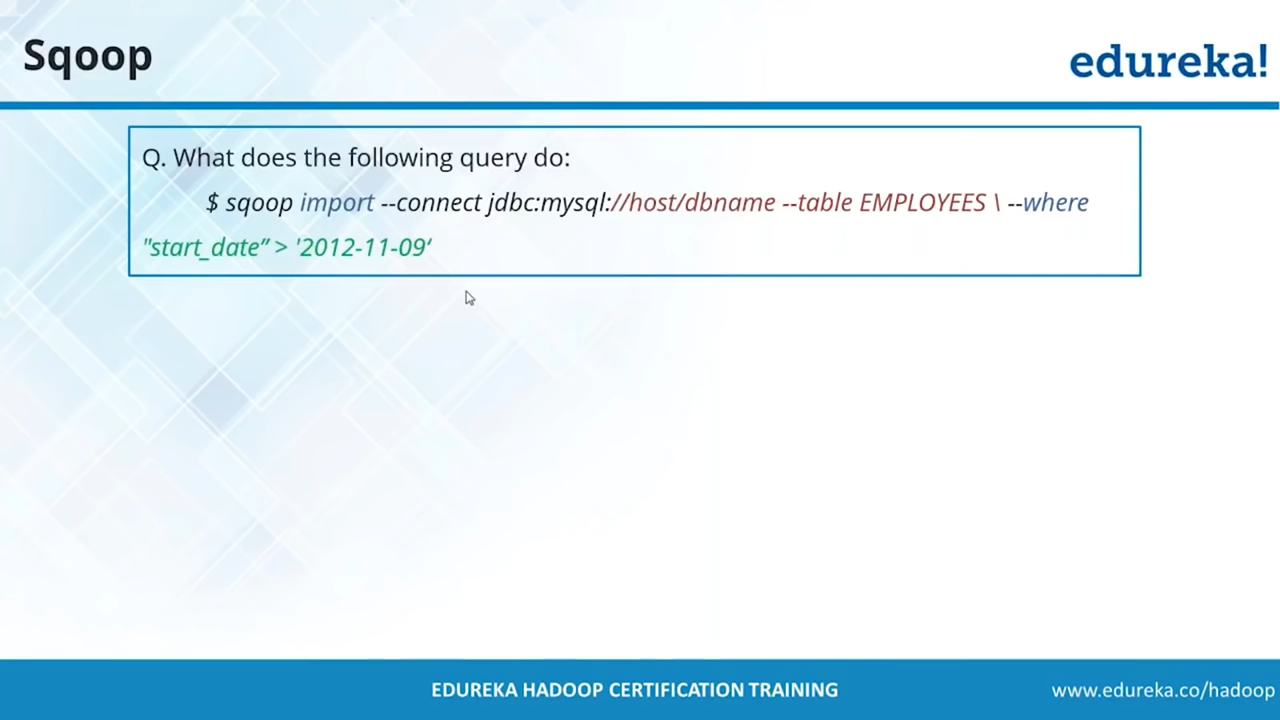 Sqoop
edureka!
Q. What does the following query do:
$ sqoop import --connect jdbc:mysql://host/dbname --table EMPLOYEES \ --where
"start_date” > '2012-11-09‘
EDUREKA HADOOP CERTIFICATION TRAINING
www.edureka.co/hadoop